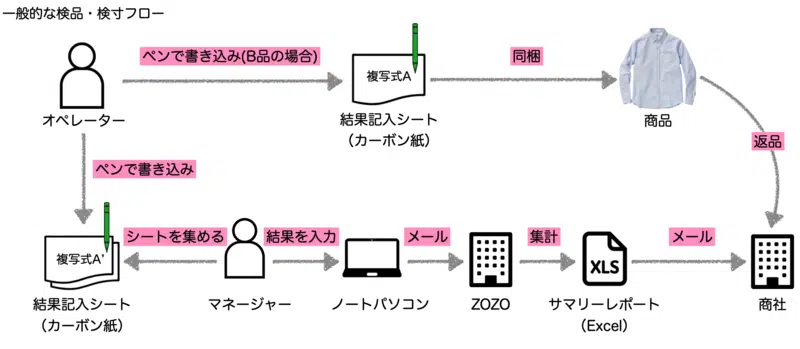 一般的な検品・検寸フロー
ペンで書き込み(B品の場合)
複写式A
同梱
オペレーター
結果記入シート
（カーボン紙）
商品
返品
ペンで書き込み
シートを集める
結果を入力
メール
集計
メール
複写式A’
XLS
結果記入シート
（カーボン紙）
マネージャー
ノートパソコン
ZOZO
サマリーレポート
（Excel）
商社